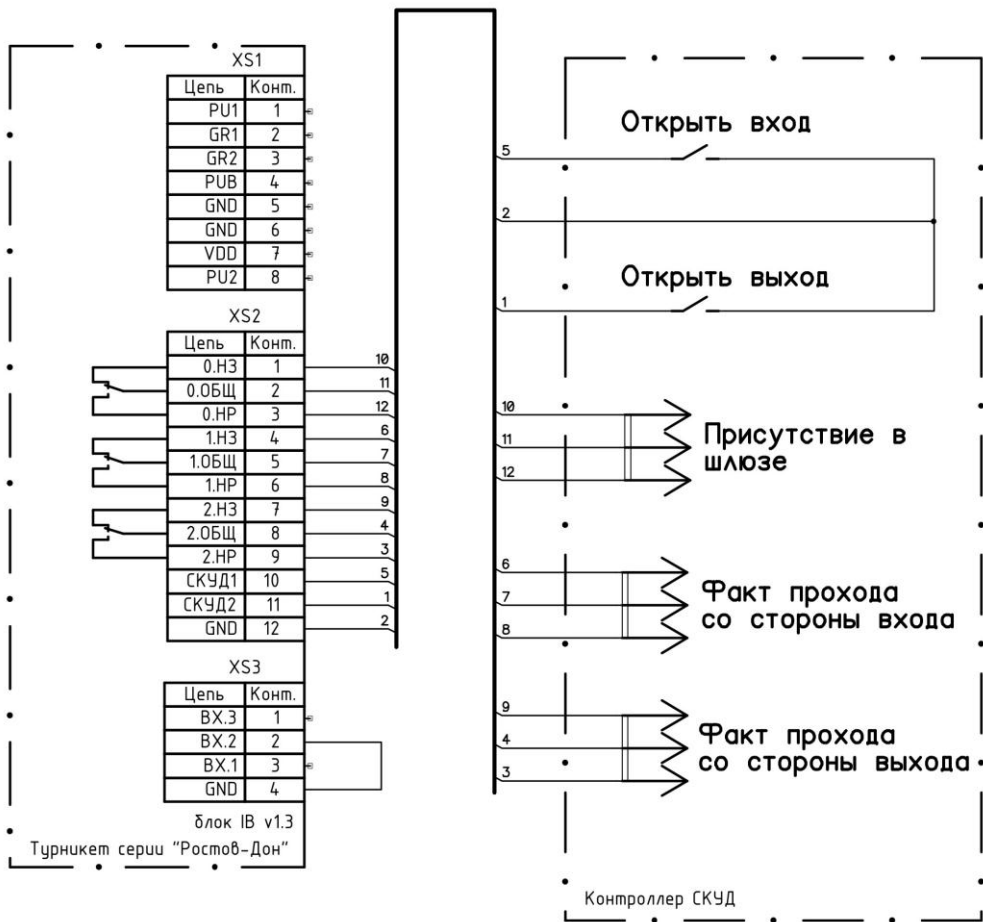 XS1
Цепь Конт.
PU1 1
GR1 2
GR2 3
PUB 4
GND 5
GND 6
VDD 7
PU2 8
XS2
Цепь Конт.
0.НЗ 1 10
0.ОБЩ 2 11
0.НР 3 12
1.НЗ 4 6
1.ОБЩ 5 7
1.НР 6 8
2.НЗ 7 9
2.ОБЩ 8 4
2.НР 9 3
СКУД1 10 5
СКУД2 11 1
GND 12 2
XS3
Цепь Конт.
ВХ.3 1
ВХ.2 2
ВХ.1 3
GND 4
блок IB v1.3
Турникет серии "Ростов-Дон"
Открыть вход
5
2
Открыть выход
1
10
11
12
Присутствие в
шлюзе
6
7
8
Факт прохода
со стороны входа
9
4
3
Факт прохода
со стороны выхода
Контроллер СКУД